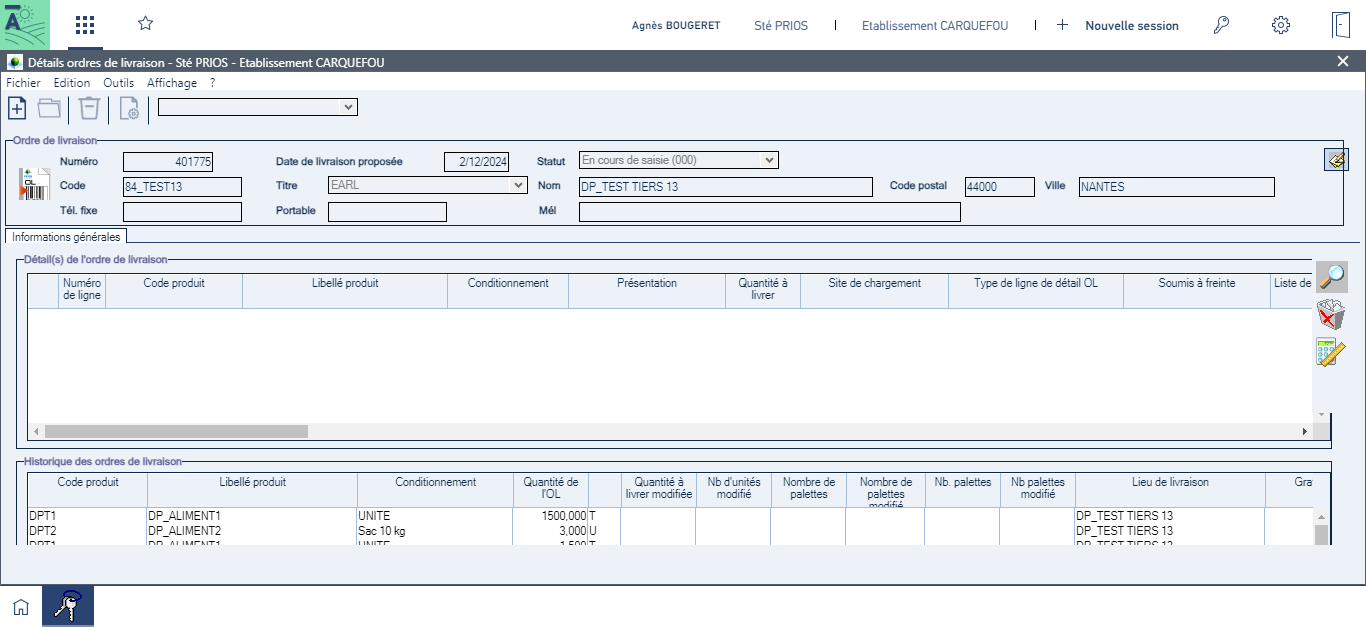 Agnès BOUGERET Sté PRIOS Etablissement CARQUEFOU Nouvelle session
Détails ordres de livraison - Sté PRIOS - Etablissement CARQUEFOU
Fichier Edition Outils Affichage ?
Ordre de livraison
Numéro 401775 Date de livraison proposée 2/12/2024 Statut En cours de saisie (000)
OL
Code 84_TEST13 Titre EARL Nom DP_TEST TIERS 13 Code postal 44000 Ville NANTES
Tél. fixe Portable Mél
Informations générales
Détail(s) de l'ordre de livraison
Numéro de ligne Code produit Libellé produit Conditionnement Présentation Quantité à livrer Site de chargement Type de ligne de détail OL Soumis à freinte Liste de
Historique des ordres de livraison
Code produit Libellé produit Conditionnement Quantité de l'OL Quantité à livrer modifiée Nb d'unités modifié Nombre de palettes Nombre de palettes modifié Nb. palettes Nb palettes modifié Lieu de livraison Gra
DPT1 DP_ALIMENT1 UNITE 1500,000 T DP_TEST TIERS 13
DPT2 DP_ALIMENT2 Sac 10 kg 3,000 U DP_TEST TIERS 13
DPT1 DP_ALIMENT1 UNITE 1,500 T DP_TEST TIERS 13